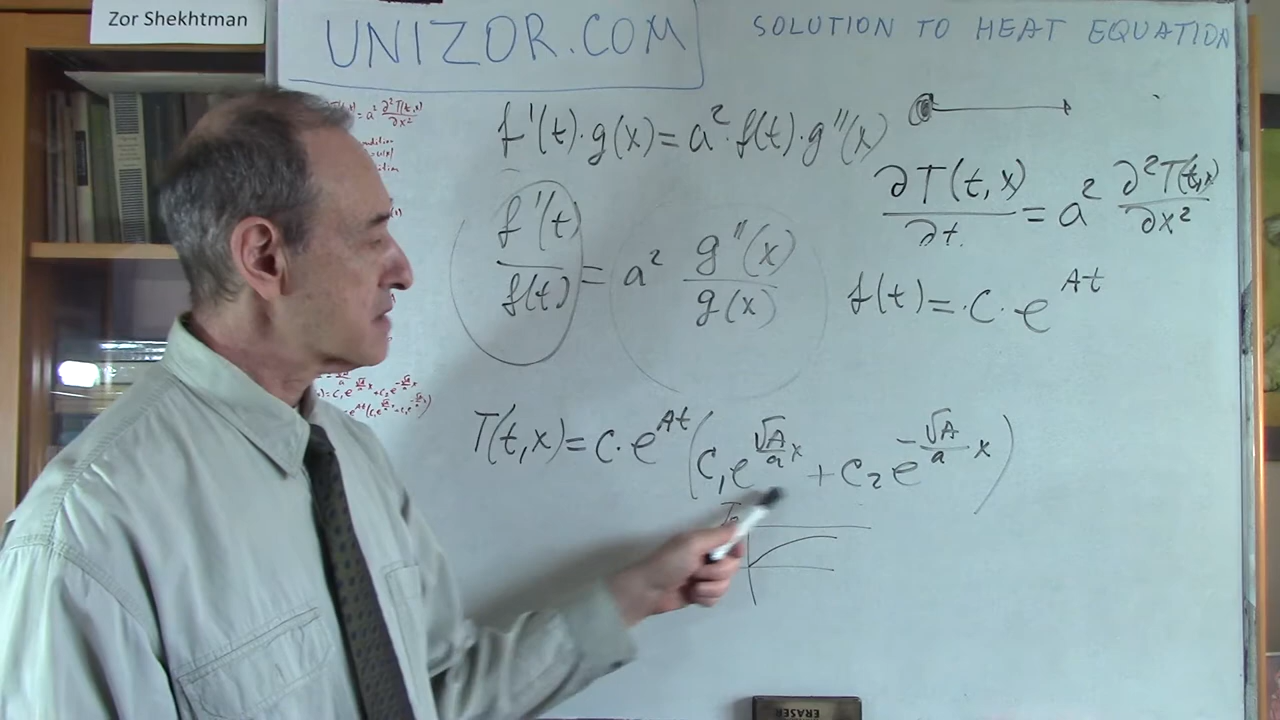 Zor Shekhtman
UNIZOR.COM
SOLUTION TO HEAT EQUATION
f'(t)·g(x)=a²·f(t)·g''(x)
∂T(t,x)/∂t = a² ∂²T(t,x)/∂x²
f'(t)/f(t) = a² g''(x)/g(x)
f(t)=·C·e^At
T(t,x)=C·e^At(C₁e^(√A/a x)+C₂e^(-√A/a x))
ERASER